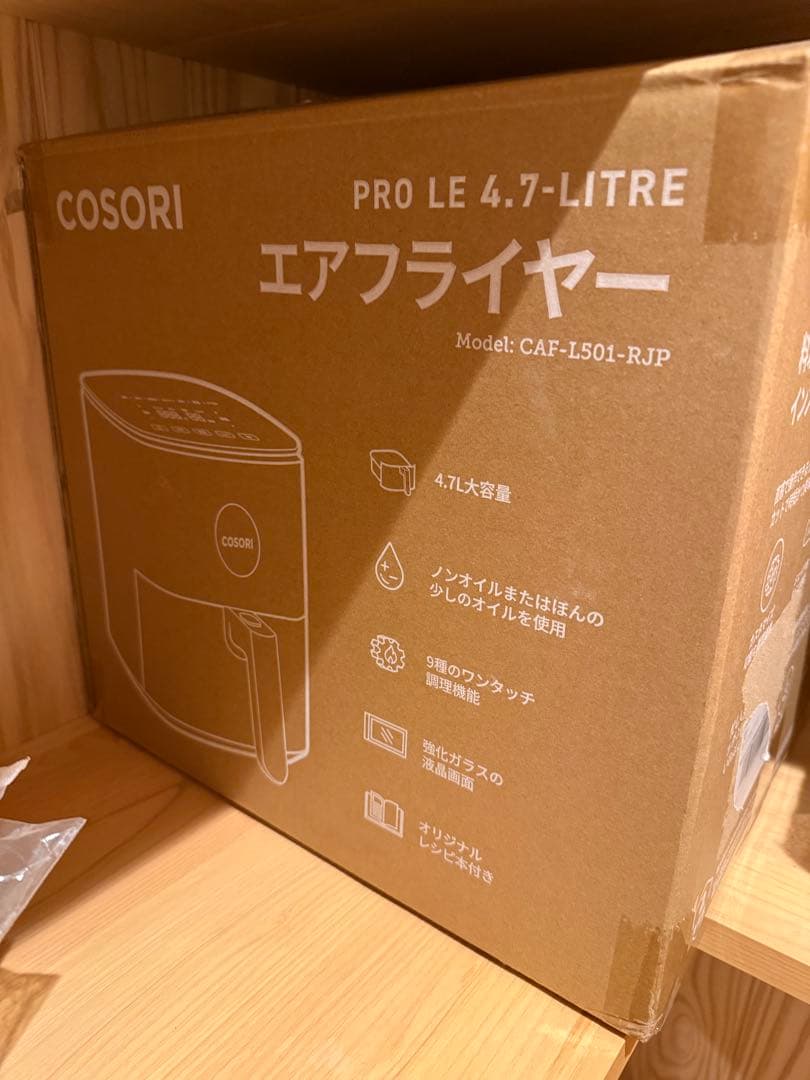 COSORI
PRO LE 4.7-LITRE
エアフライヤー
Model: CAF-L501-RJP
COSORI
4.7L大容量
ノンオイルまたはほんの
少しのオイルを使用
9種のワンタッチ
調理機能
強化ガラスの
液晶画面
オリジナル
レシピ本付き